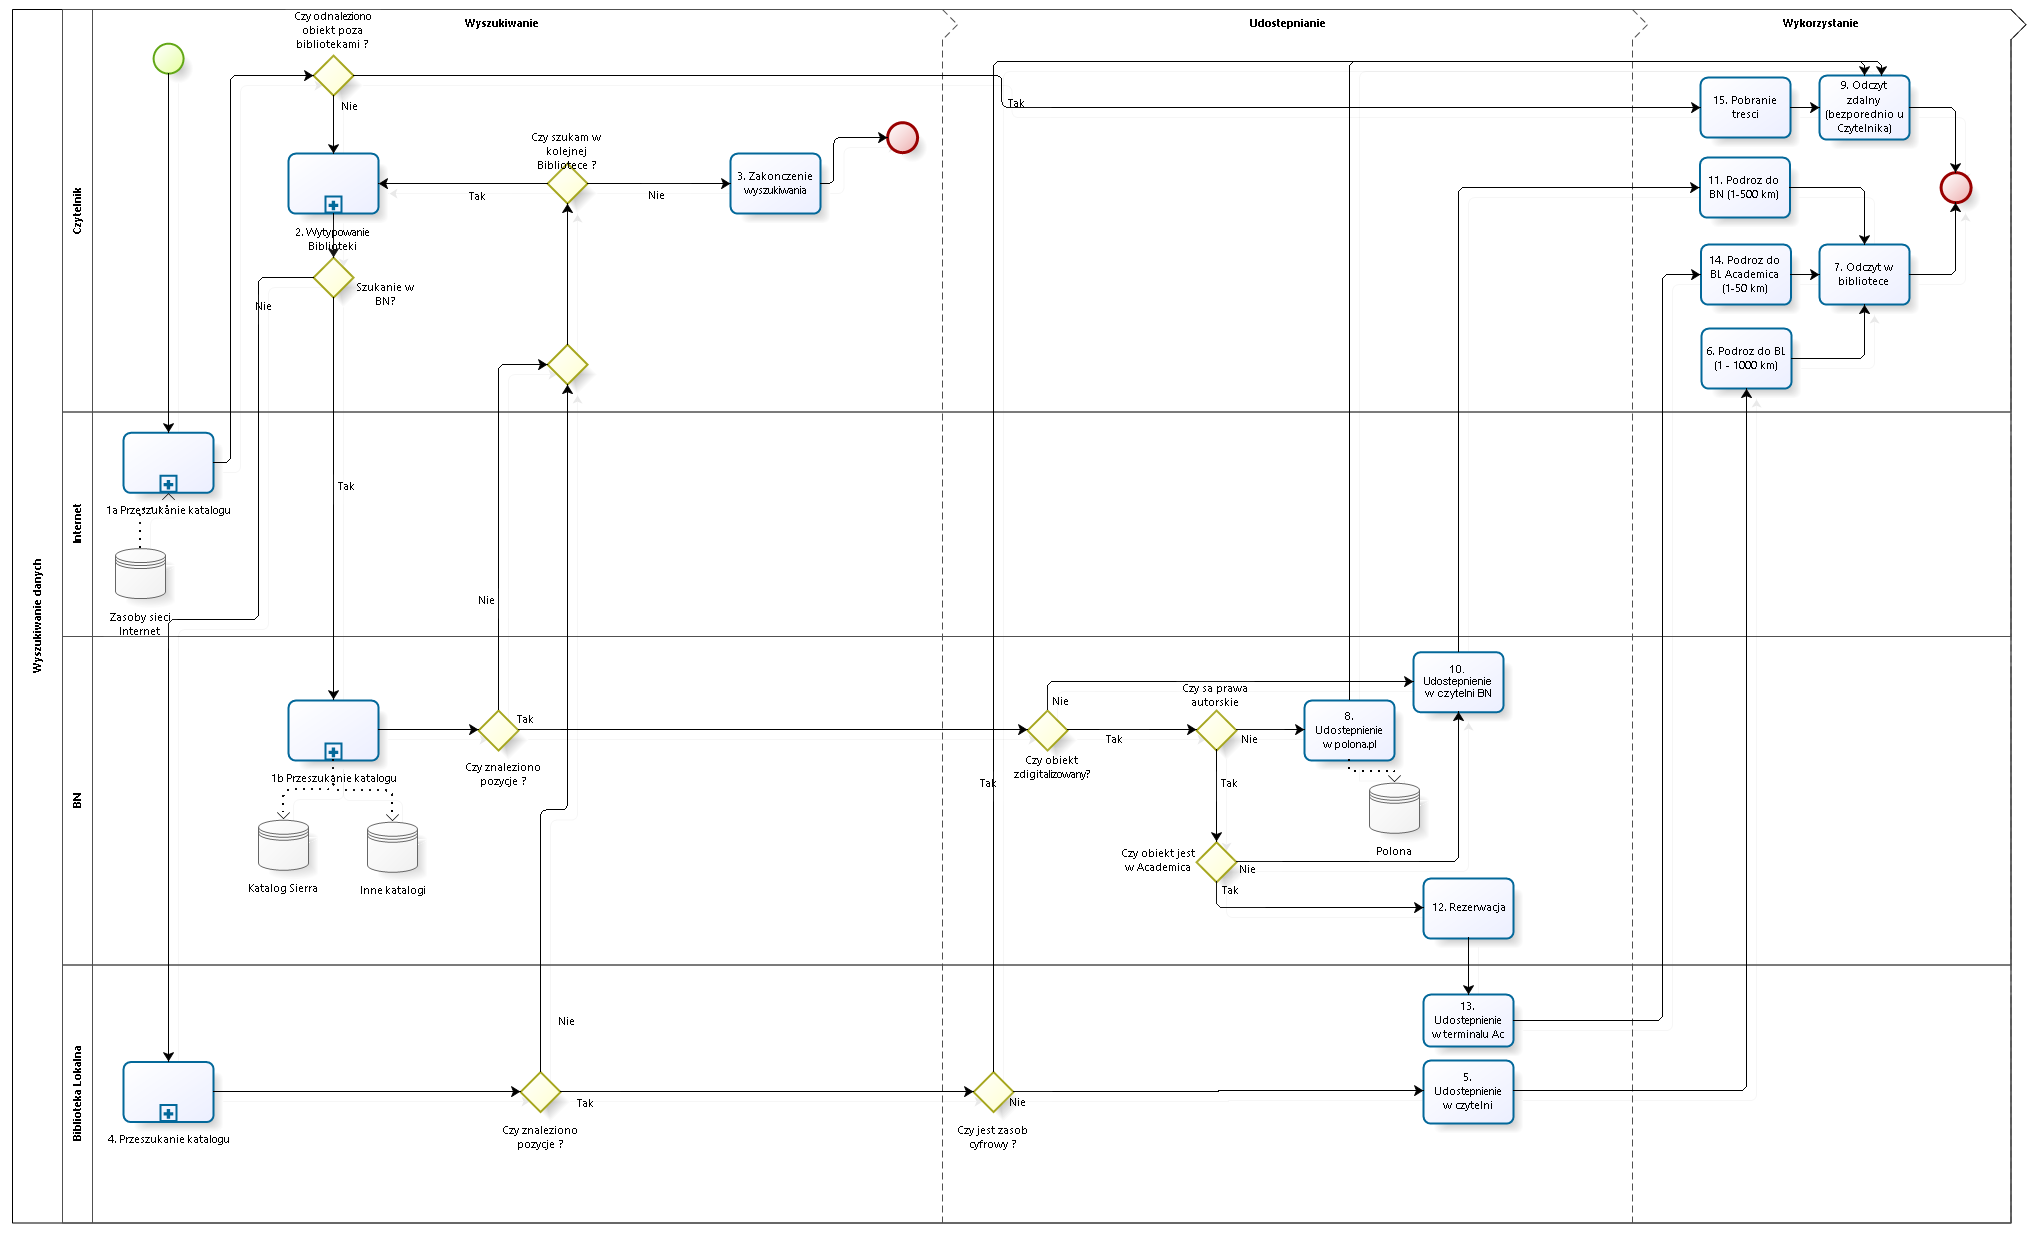 Wyszukiwanie
Udostepnianie
Wykorzystanie
Wyszukiwanie danych
Czytelnik
Czy odnaleziono
obiekt poza
bibliotekami ?
Nie
Tak
2. Wytypowanie
Biblioteki
Czy szukam w
kolejnej
Bibliotece ?
Tak
Nie
3. Zakonczenie
wyszukiwania
Szukanie w
BN?
Nie
Tak
15. Pobranie
tresci
9. Odczyt
zdalny
(bezporednio u
Czytelnika)
11. Podroz do
BN (1-500 km)
14. Podroz do
BL Academica
(1-50 km)
7. Odczyt w
bibliotece
6. Podroz do BL
(1 - 1000 km)
Internet
1a Przeszukanie katalogu
Zasoby sieci
Internet
Nie
BN
1b Przeszukanie katalogu
Katalog Sierra
Inne katalogi
Tak
Czy znaleziono
pozycje ?
Nie
Czy obiekt
zdigitalizowany?
Tak
Czy sa prawa
autorskie
Nie
Tak
8.
Udostepnienie
w polona.pl
Polona
10.
Udostepnienie
w czytelni BN
Tak
Czy obiekt jest
w Academica
Nie
Tak
12. Rezerwacja
Biblioteka Lokalna
4. Przeszukanie katalogu
Nie
Tak
Czy znaleziono
pozycje ?
Nie
Czy jest zasob
cyfrowy ?
13.
Udostepnienie
w terminalu Ac
5.
Udostepnienie
w czytelni